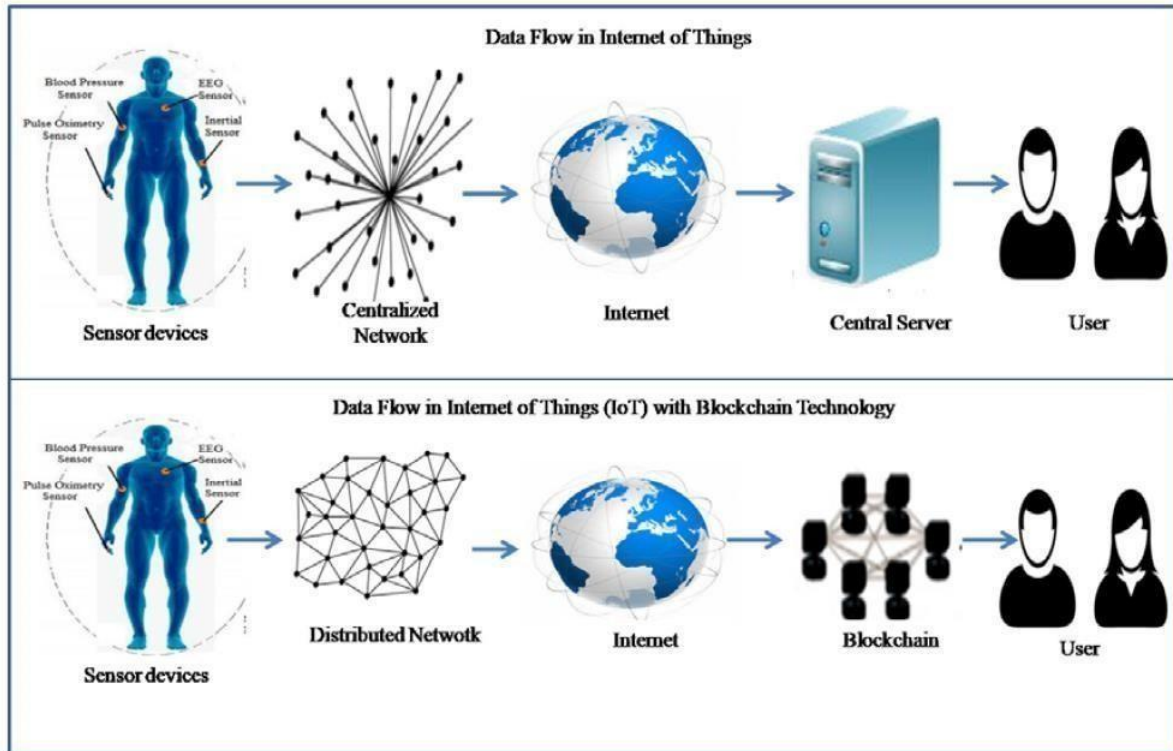 Data Flow in Internet of Things
Blood Pressure
Sensor
EEG
Sensor
Pulse Oximetry
Sensor
Inertial
Sensor
Sensor devices
Centralized
Network
Internet
Central Server
User
Data Flow in Internet of Things (IoT) with Blockchain Technology
Blood Pressure
Sensor
EEG
Sensor
Pulse Oximetry
Sensor
Inertial
Sensor
Sensor devices
Distributed Netwotk
Internet
Blockchain
User